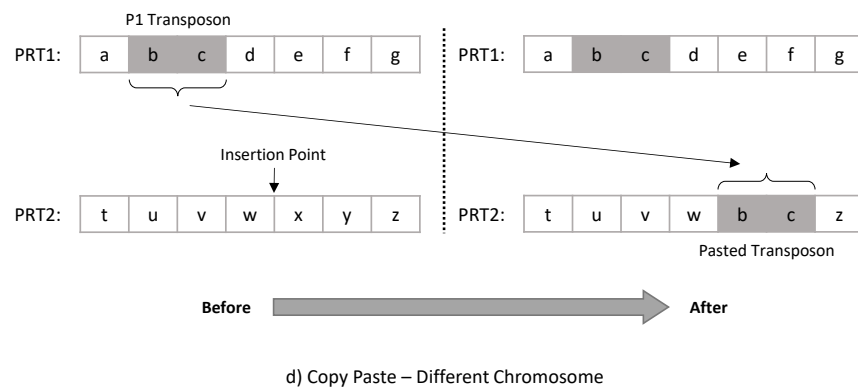 P1 Transposon
PRT1: a b c d e f g
PRT1: a b c d e f g
Insertion Point
PRT2: t u v w x y z
PRT2: t u v w b c z
Pasted Transposon
Before
After
d) Copy Paste – Different Chromosome